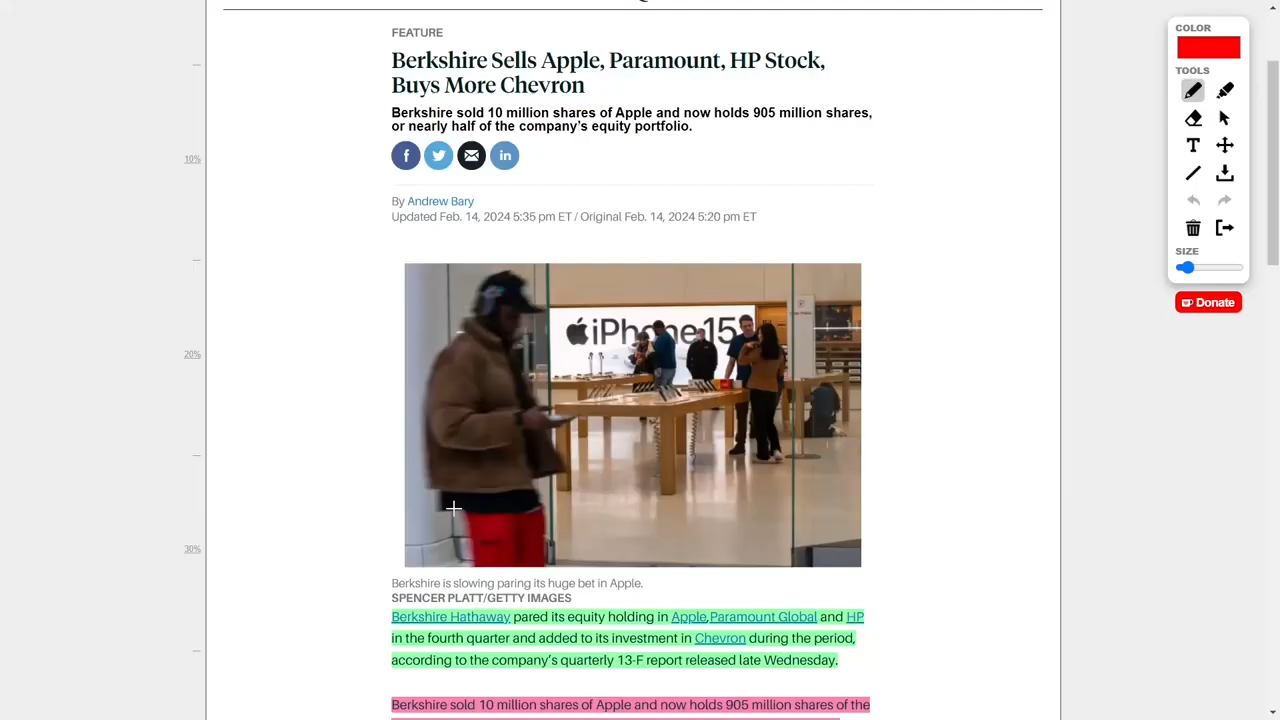 COLOR
TOOLS
SIZE
Donate
FEATURE
Berkshire Sells Apple, Paramount, HP Stock,
Buys More Chevron
Berkshire sold 10 million shares of Apple and now holds 905 million shares,
or nearly half of the company's equity portfolio.
By Andrew Bary
Updated Feb. 14, 2024 5:35 pm ET / Original Feb. 14, 2024 5:20 pm ET
iPhone 15
Berkshire is slowing paring its huge bet in Apple.
SPENCER PLATT/GETTY IMAGES
Berkshire Hathaway pared its equity holding in Apple,Paramount Global and HP
in the fourth quarter and added to its investment in Chevron during the period,
according to the company's quarterly 13-F report released late Wednesday.
Berkshire sold 10 million shares of Apple and now holds 905 million shares of the
10%
20%
30%